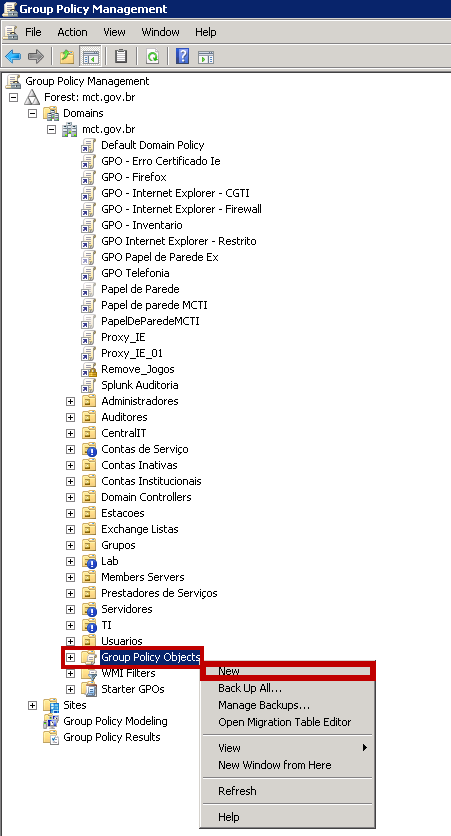 Group Policy Management
File Action View Window Help
Group Policy Management
Forest: mct.gov.br
Domains
mct.gov.br
Default Domain Policy
GPO - Erro Certificado Ie
GPO - Firefox
GPO - Internet Explorer - CGTI
GPO - Internet Explorer - Firewall
GPO - Inventario
GPO Internet Explorer - Restrito
GPO Papel de Parede Ex
GPO Telefonia
Papel de Parede
Papel de parede MCTI
PapelDeParedeMCTI
Proxy_IE
Proxy_IE_01
Remove_Jogos
Splunk Auditoria
Administradores
Auditores
CentralIT
Contas de Serviço
Contas Inativas
Contas Institucionais
Domain Controllers
Estacoes
Exchange Listas
Grupos
Lab
Members Servers
Prestadores de Serviços
Servidores
TI
Usuarios
Group Policy Objects
WMI Filters
Starter GPOs
Sites
Group Policy Modeling
Group Policy Results
New
Back Up All...
Manage Backups...
Open Migration Table Editor
View
New Window from Here
Refresh
Help